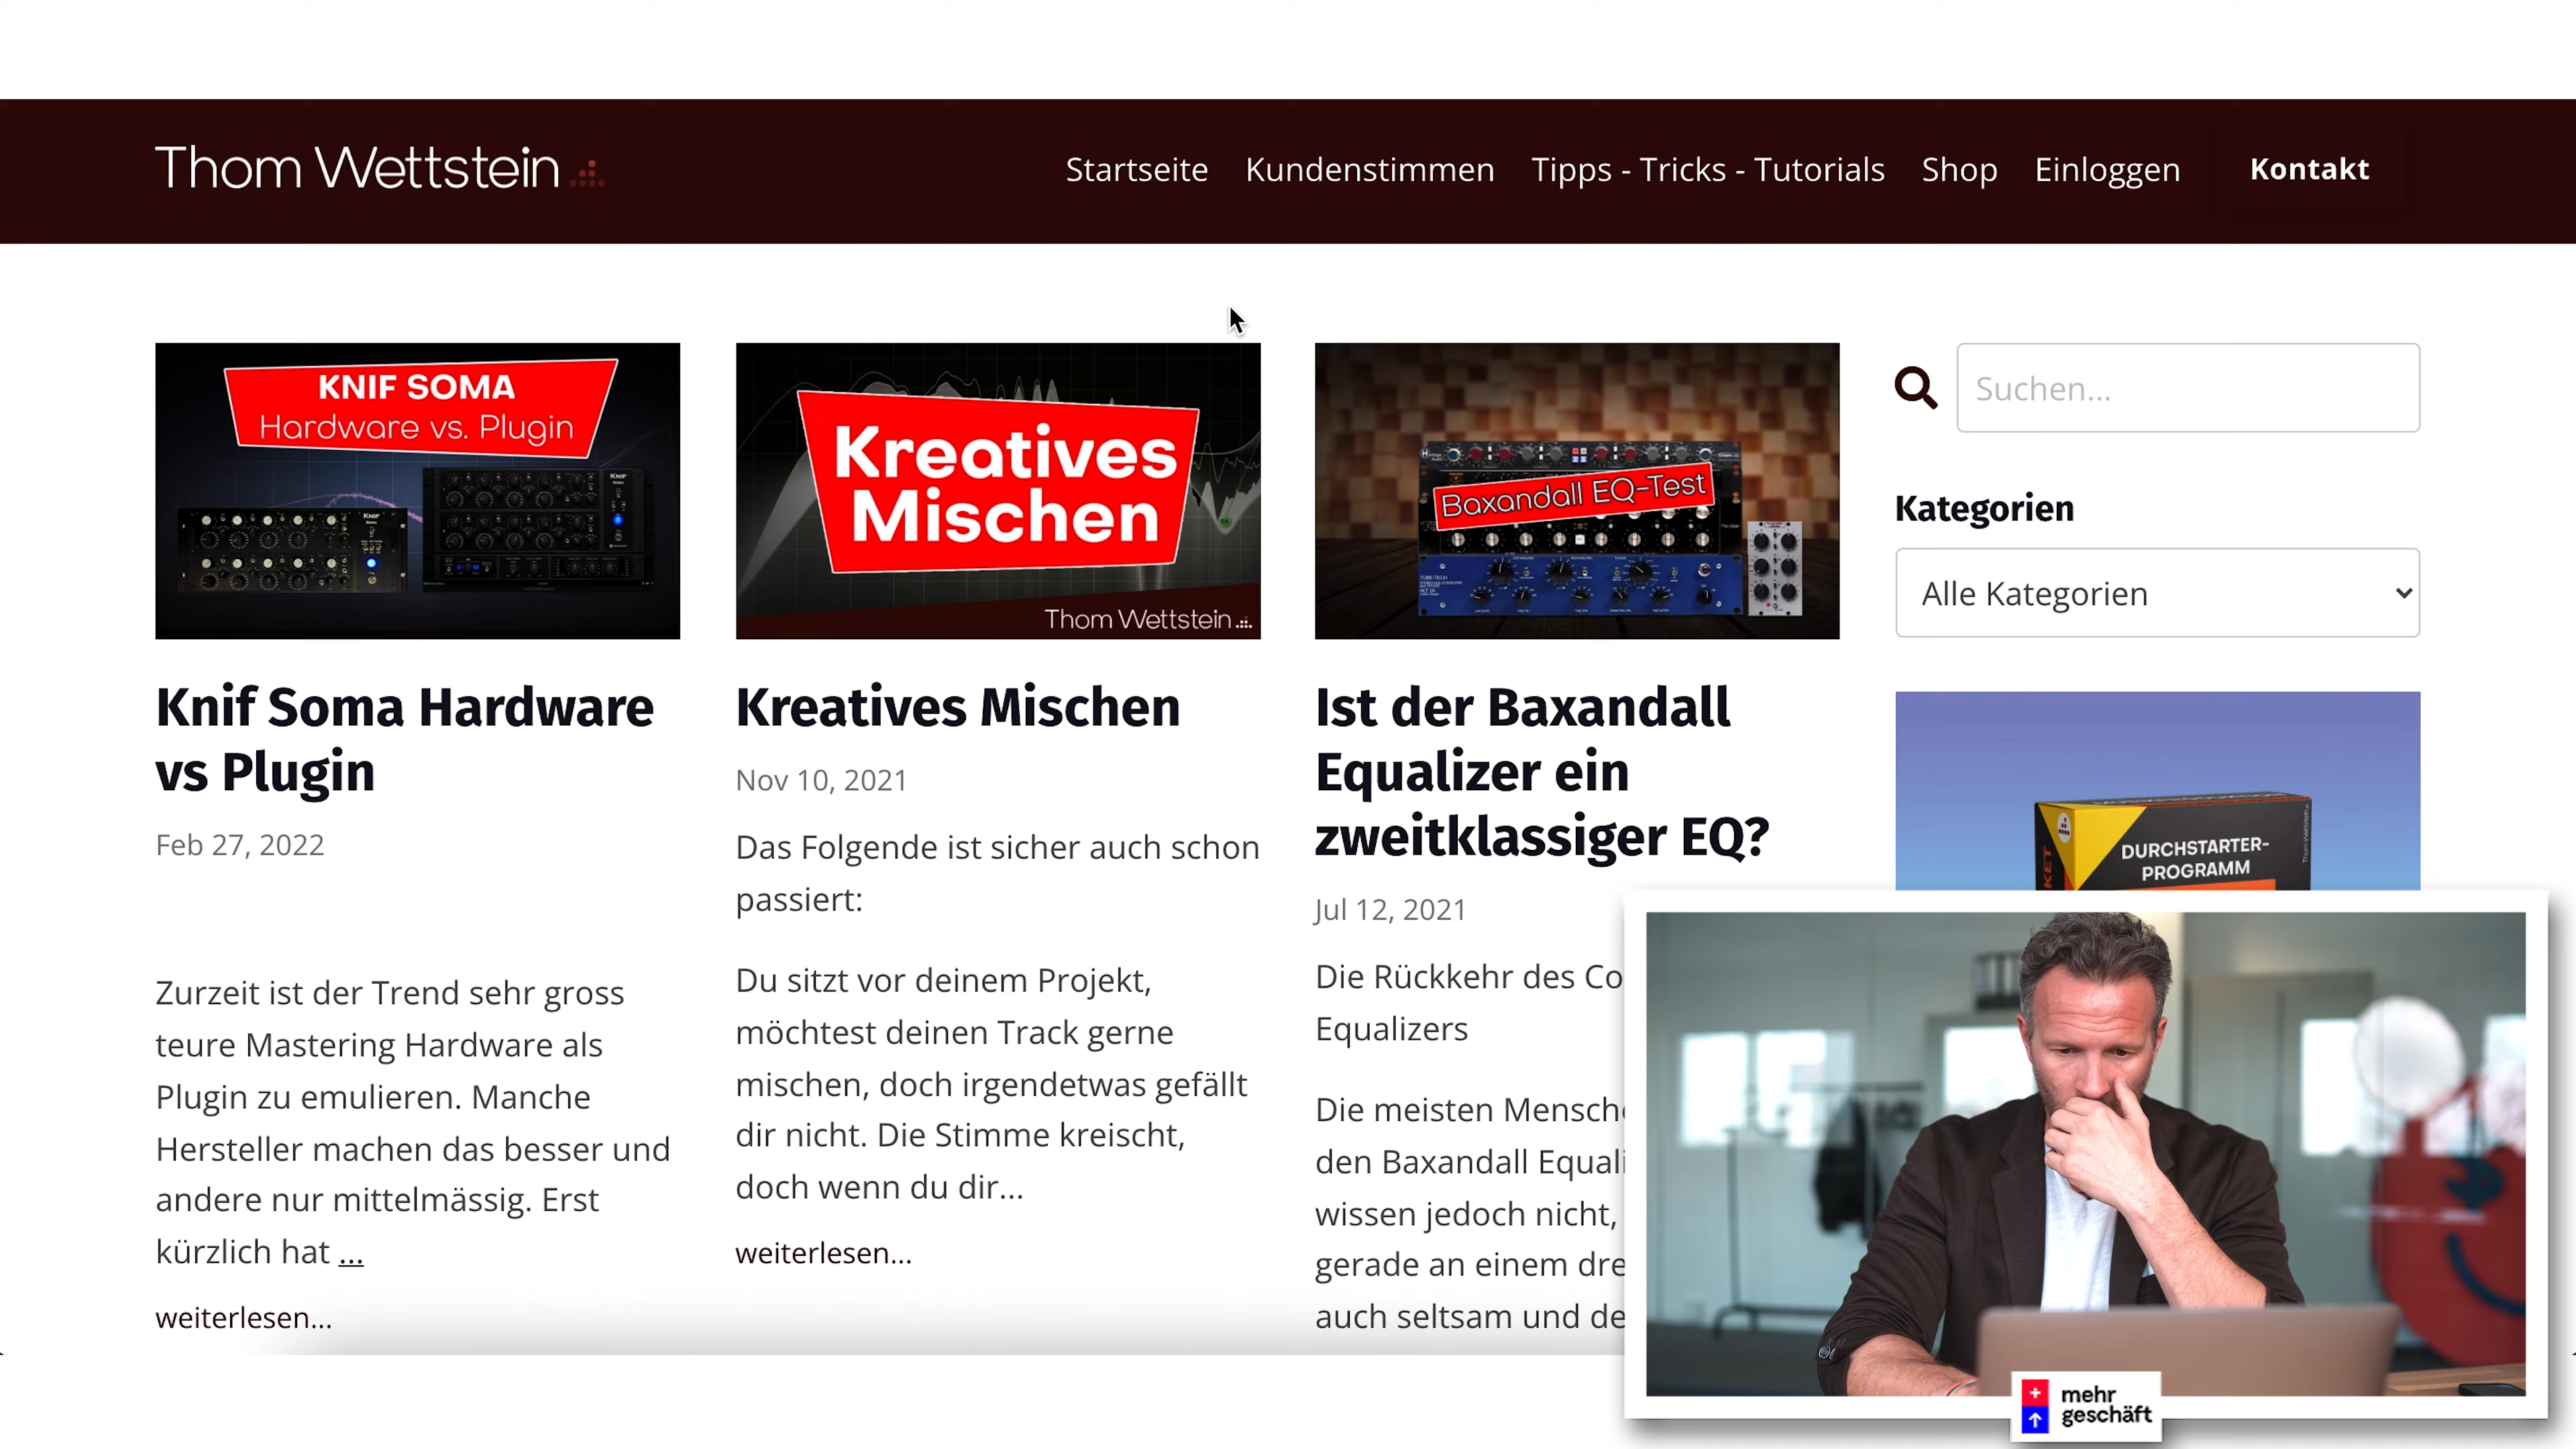 Thom Wettstein
Startseite
Kundenstimmen
Tipps - Tricks - Tutorials
Shop
Einloggen
Kontakt
KNIF SOMA
Hardware vs. Plugin
Knif Soma Hardware
vs Plugin
Feb 27, 2022
Zurzeit ist der Trend sehr gross
teure Mastering Hardware als
Plugin zu emulieren. Manche
Hersteller machen das besser und
andere nur mittelmässig. Erst
kürzlich hat ...
weiterlesen...
Kreatives
Mischen
Thom Wettstein
Kreatives Mischen
Nov 10, 2021
Das Folgende ist sicher auch schon
passiert:
Du sitzt vor deinem Projekt,
möchtest deinen Track gerne
mischen, doch irgendetwas gefällt
dir nicht. Die Stimme kreischt,
doch wenn du dir...
weiterlesen...
Baxandall EQ-Test
Ist der Baxandall
Equalizer ein
zweitklassiger EQ?
Jul 12, 2021
Die Rückkehr des Co
Equalizers
Die meisten Mensch
den Baxandall Equali
wissen jedoch nicht,
gerade an einem dre
auch seltsam und de
Suchen...
Kategorien
Alle Kategorien
DURCHSTARTER-
PROGRAMM
mehr
geschäft